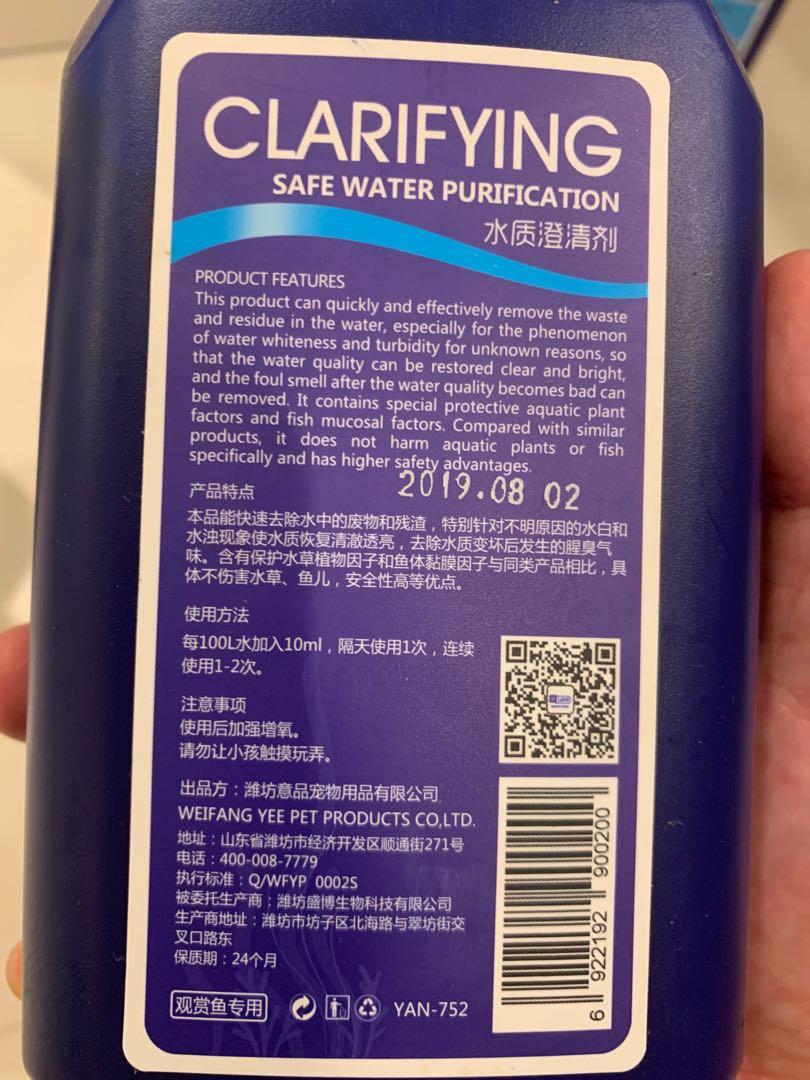 CLARIFYING
SAFE WATER PURIFICATION
水质澄清剂
PRODUCT FEATURES
This product can quickly and effectively remove the waste
and residue in the water, especially for the phenomenon
of water whiteness and turbidity for unknown reasons, so
that the water quality can be restored clear and bright,
and the foul smell after the water quality becomes bad can
be removed. It contains special protective aquatic plant
factors and fish mucosal factors. Compared with similar
products, it does not harm aquatic plants or fish
specifically and has higher safety advantages.
2019.08 02
产品特点
本品能快速去除水中的废物和残渣，特别针对不明原因的水白和
水浊现象使水质恢复清澈透亮，去除水质变坏后发生的腥臭气
味。含有保护水草植物因子和鱼体黏膜因子与同类产品相比，具
体不伤害水草、鱼儿，安全性高等优点。
使用方法
每100L水加入10ml，隔天使用1次，连续
使用1-2次。
注意事项
使用后加强增氧。
请勿让小孩触摸玩弄。
出品方：潍坊意品宠物用品有限公司
WEIFANG YEE PET PRODUCTS CO,LTD.
地址：山东省潍坊市经济开发区顺通街271号
电话：400-008-7779
执行标准：Q/WFYP 0002S
被委托生产商：潍坊盛博生物科技有限公司
生产商地址：潍坊市坊子区北海路与翠坊街交
叉口路东
保质期：24个月
观赏鱼专用
YAN-752
6 922192 900200
yee